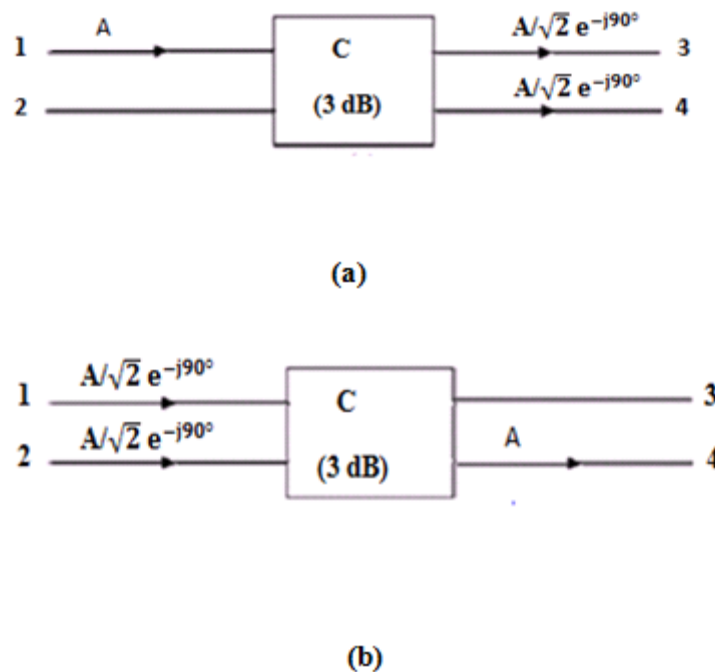 1 A C A/√2 e⁻ʲ⁹⁰° 3
2 (3 dB) A/√2 e⁻ʲ⁹⁰° 4
(a)
1 A/√2 e⁻ʲ⁹⁰° C 3
2 A/√2 e⁻ʲ⁹⁰° (3 dB) A 4
(b)